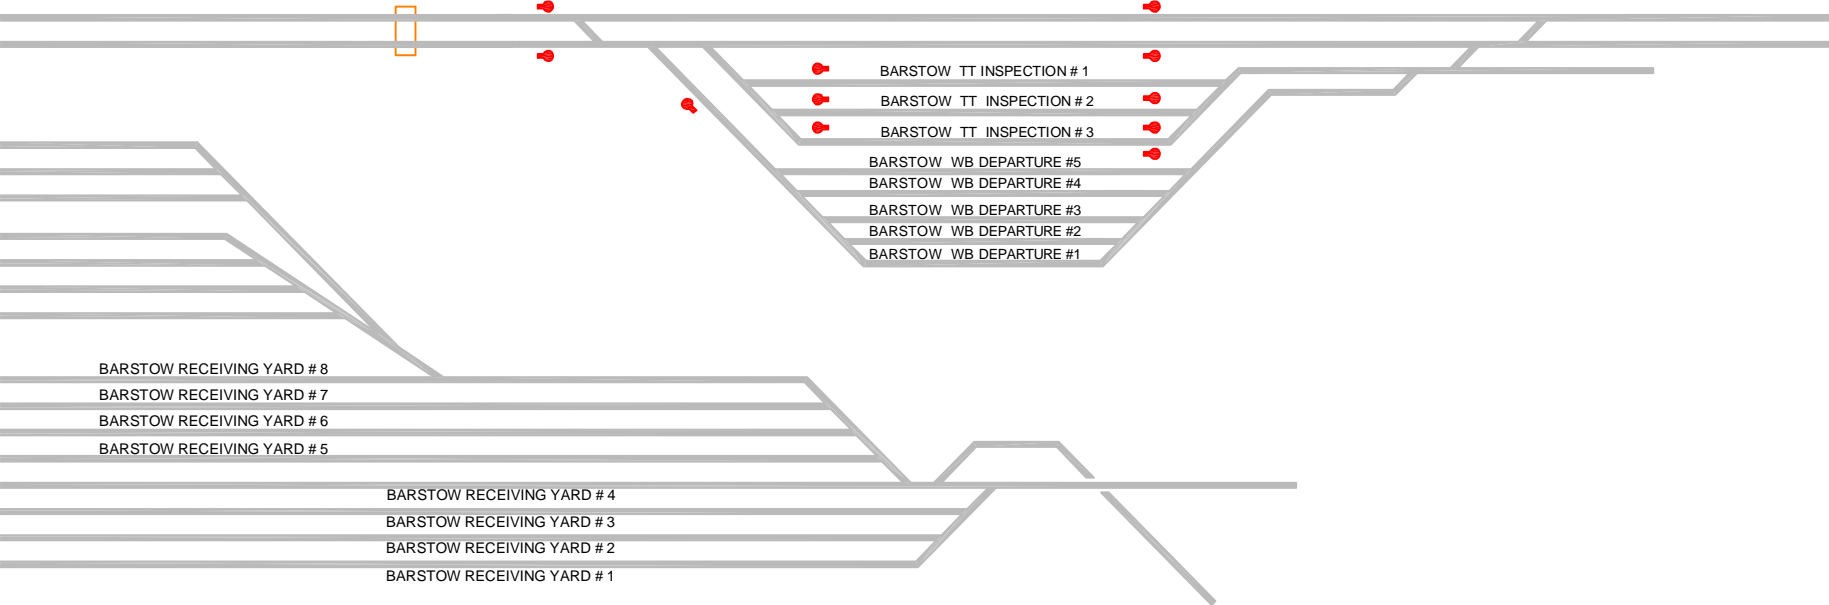 BARSTOW TT INSPECTION # 1
BARSTOW TT INSPECTION # 2
BARSTOW TT INSPECTION # 3
BARSTOW WB DEPARTURE #5
BARSTOW WB DEPARTURE #4
BARSTOW WB DEPARTURE #3
BARSTOW WB DEPARTURE #2
BARSTOW WB DEPARTURE #1
BARSTOW RECEIVING YARD # 8
BARSTOW RECEIVING YARD # 7
BARSTOW RECEIVING YARD # 6
BARSTOW RECEIVING YARD # 5
BARSTOW RECEIVING YARD # 4
BARSTOW RECEIVING YARD # 3
BARSTOW RECEIVING YARD # 2
BARSTOW RECEIVING YARD # 1